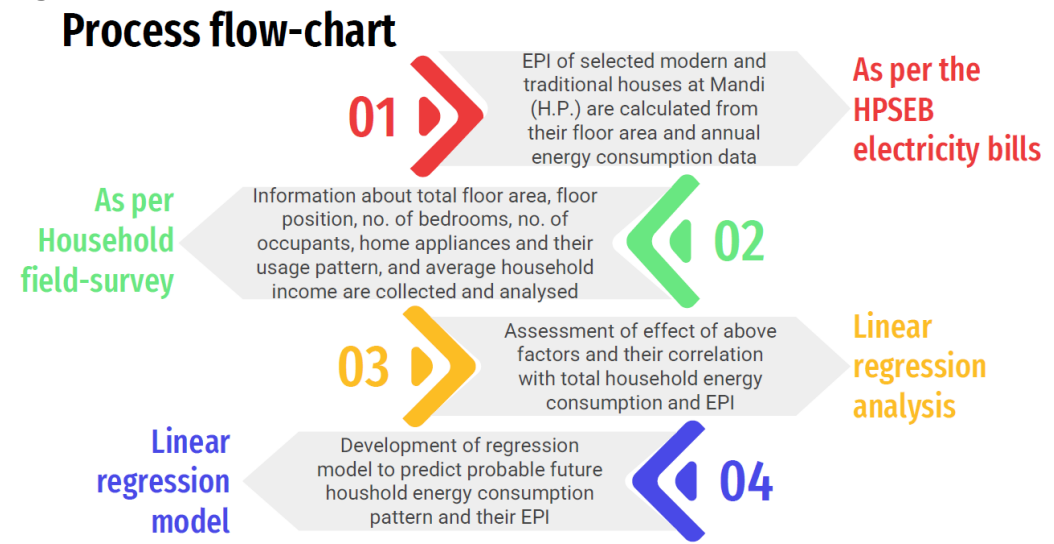 Process flow-chart
01
EPI of selected modern and
traditional houses at Mandi
(H.P.) are calculated from
their floor area and annual
energy consumption data
As per the
HPSEB
electricity bills
As per
Household
field-survey
Information about total floor area, floor
position, no. of bedrooms, no. of
occupants, home appliances and their
usage pattern, and average household
income are collected and analysed
02
03
Assessment of effect of above
factors and their correlation
with total household energy
consumption and EPI
Linear
regression
analysis
Linear
regression
model
Development of regression
model to predict probable future
houshold energy consumption
pattern and their EPI
04